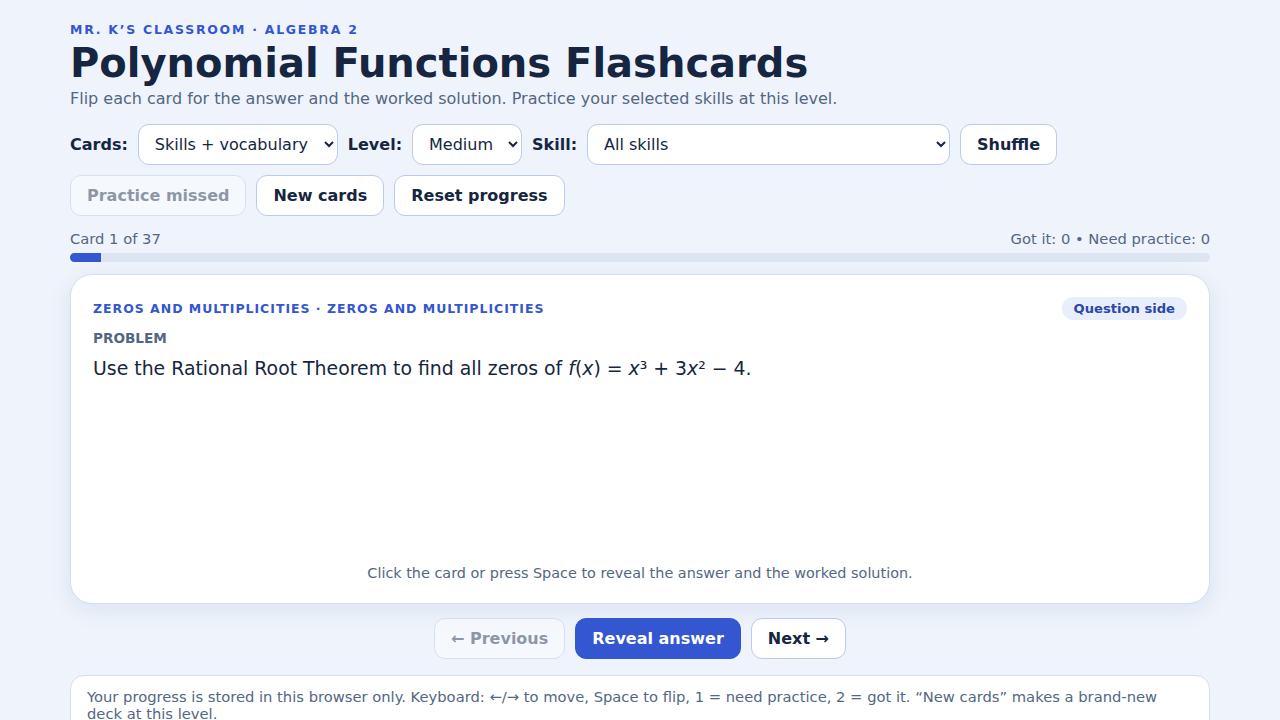 MR. K’S CLASSROOM · ALGEBRA 2
Polynomial Functions Flashcards
Flip each card for the answer and the worked solution. Practice your selected skills at this level.
Cards: Skills + vocabulary Level: Medium Skill: All skills Shuffle
Practice missed New cards Reset progress
Card 1 of 37 Got it: 0 • Need practice: 0
ZEROS AND MULTIPLICITIES · ZEROS AND MULTIPLICITIES Question side
PROBLEM
Use the Rational Root Theorem to find all zeros of f(x) = x³ + 3x² − 4.
Click the card or press Space to reveal the answer and the worked solution.
← Previous Reveal answer Next →
Your progress is stored in this browser only. Keyboard: ←/→ to move, Space to flip, 1 = need practice, 2 = got it. “New cards” makes a brand-new
deck at this level.